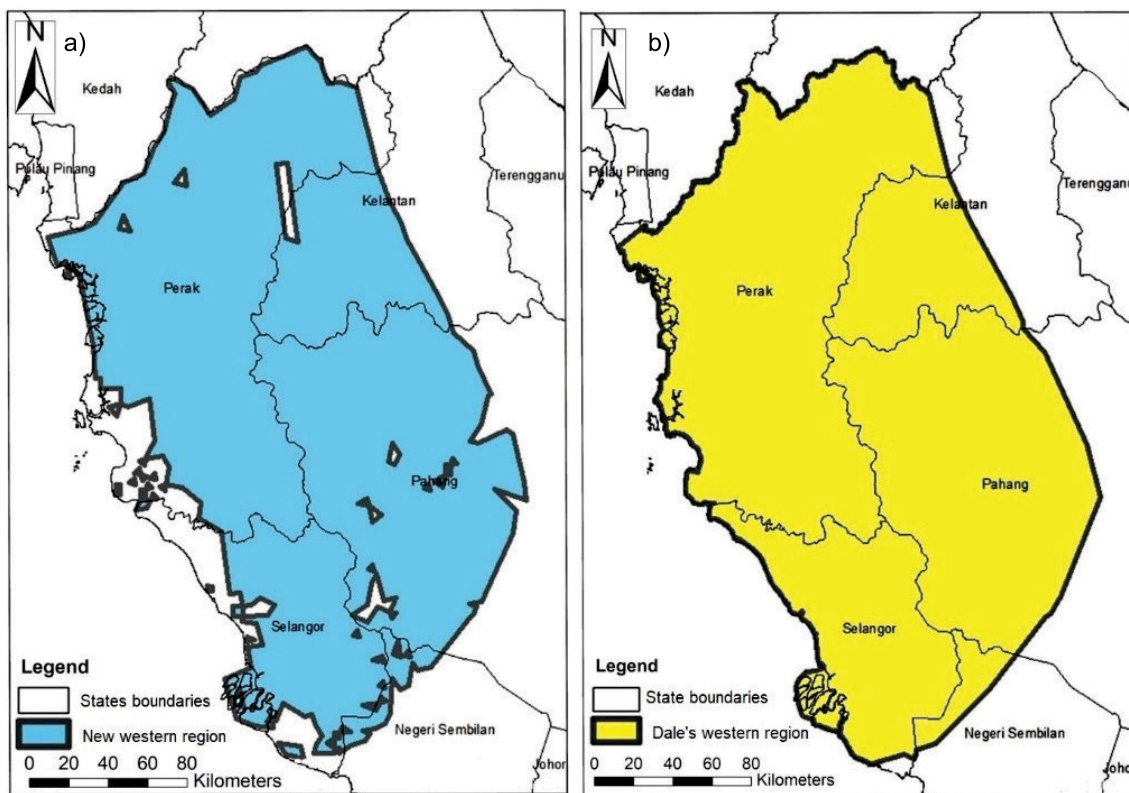 a)
N
Kedah
Pulau Pinang
Terengganu
Kelantan
Perak
Pahang
Selangor
Legend
States boundaries
New western region
Negeri Sembilan
Johor
0 20 40 60 80
Kilometers
b)
N
Kedah
Pulau Pinang
Terengganu
Kelantan
Perak
Pahang
Selangor
Legend
State boundaries
Dale's western region
Negeri Sembilan
Joho
0 20 40 60 80
Kilometers